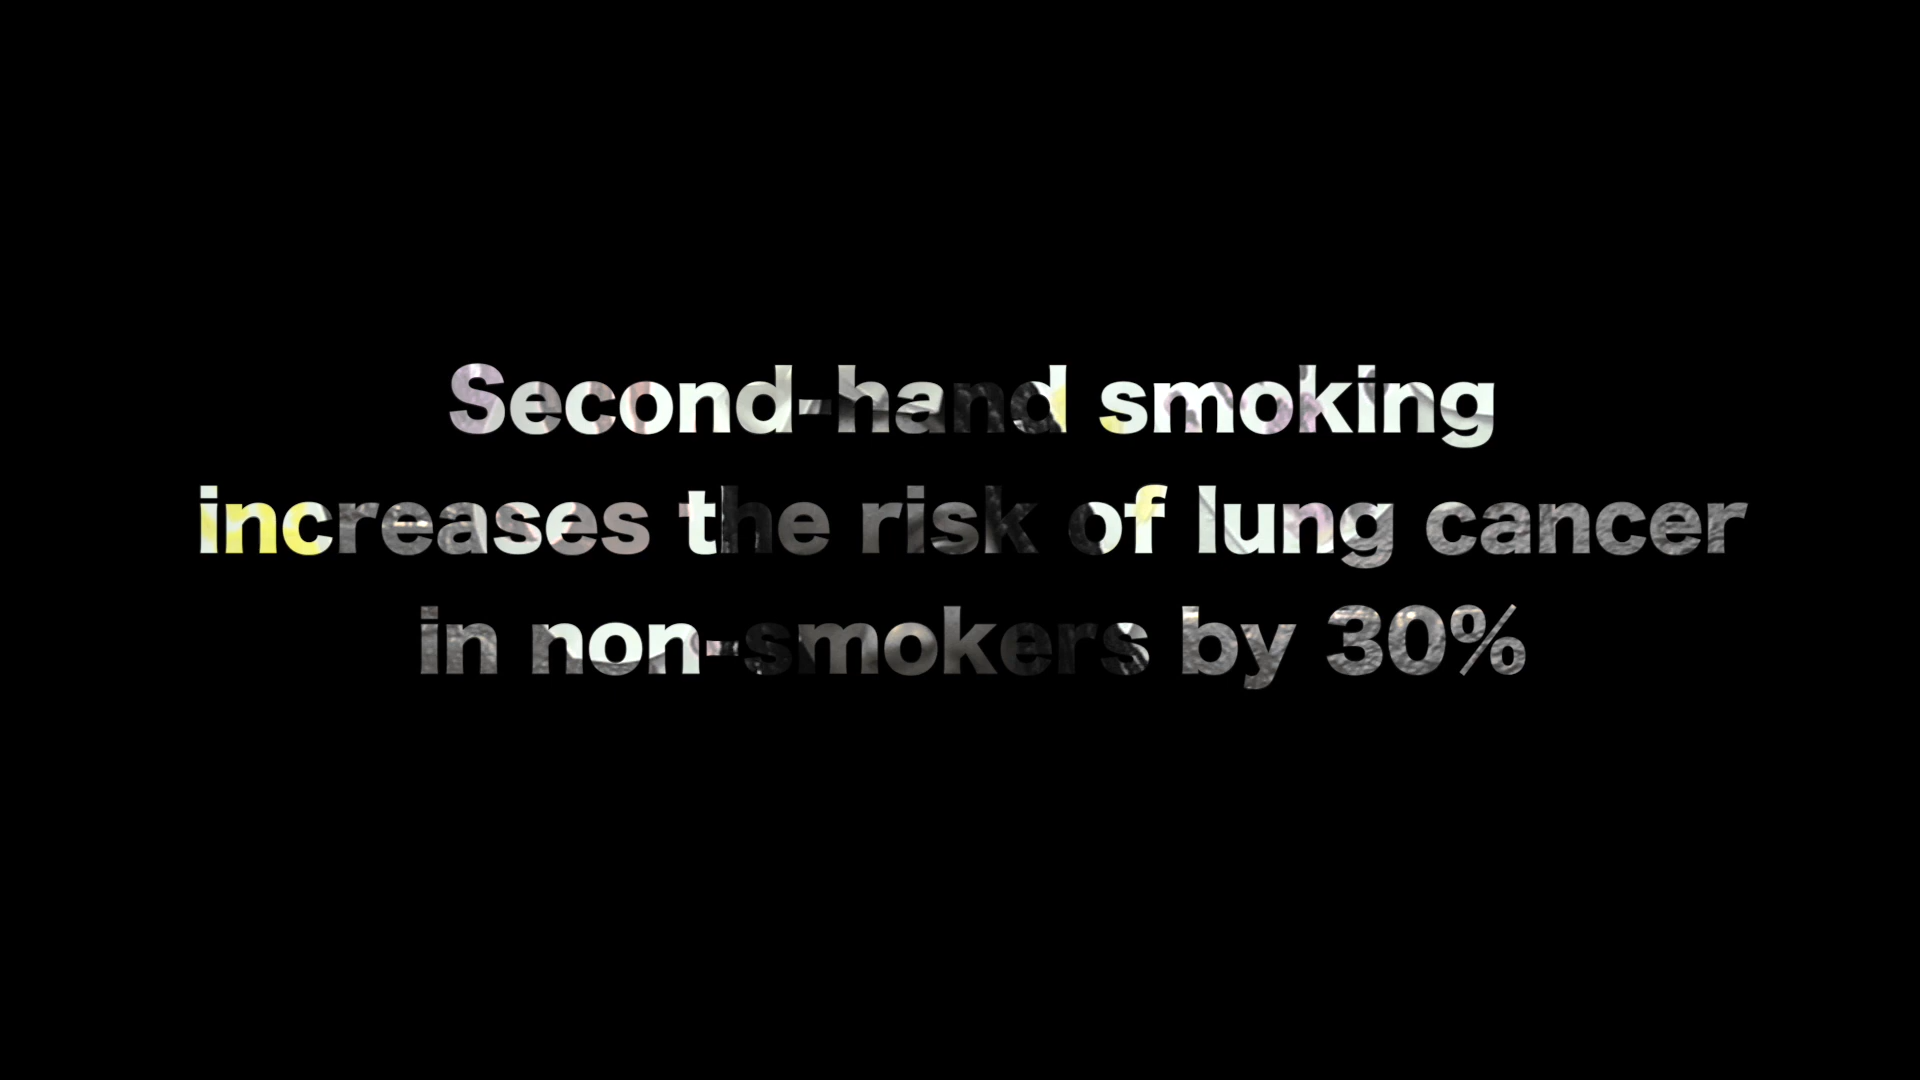 Second-hand smoking
increases the risk of lung cancer
in non-smokers by 30%